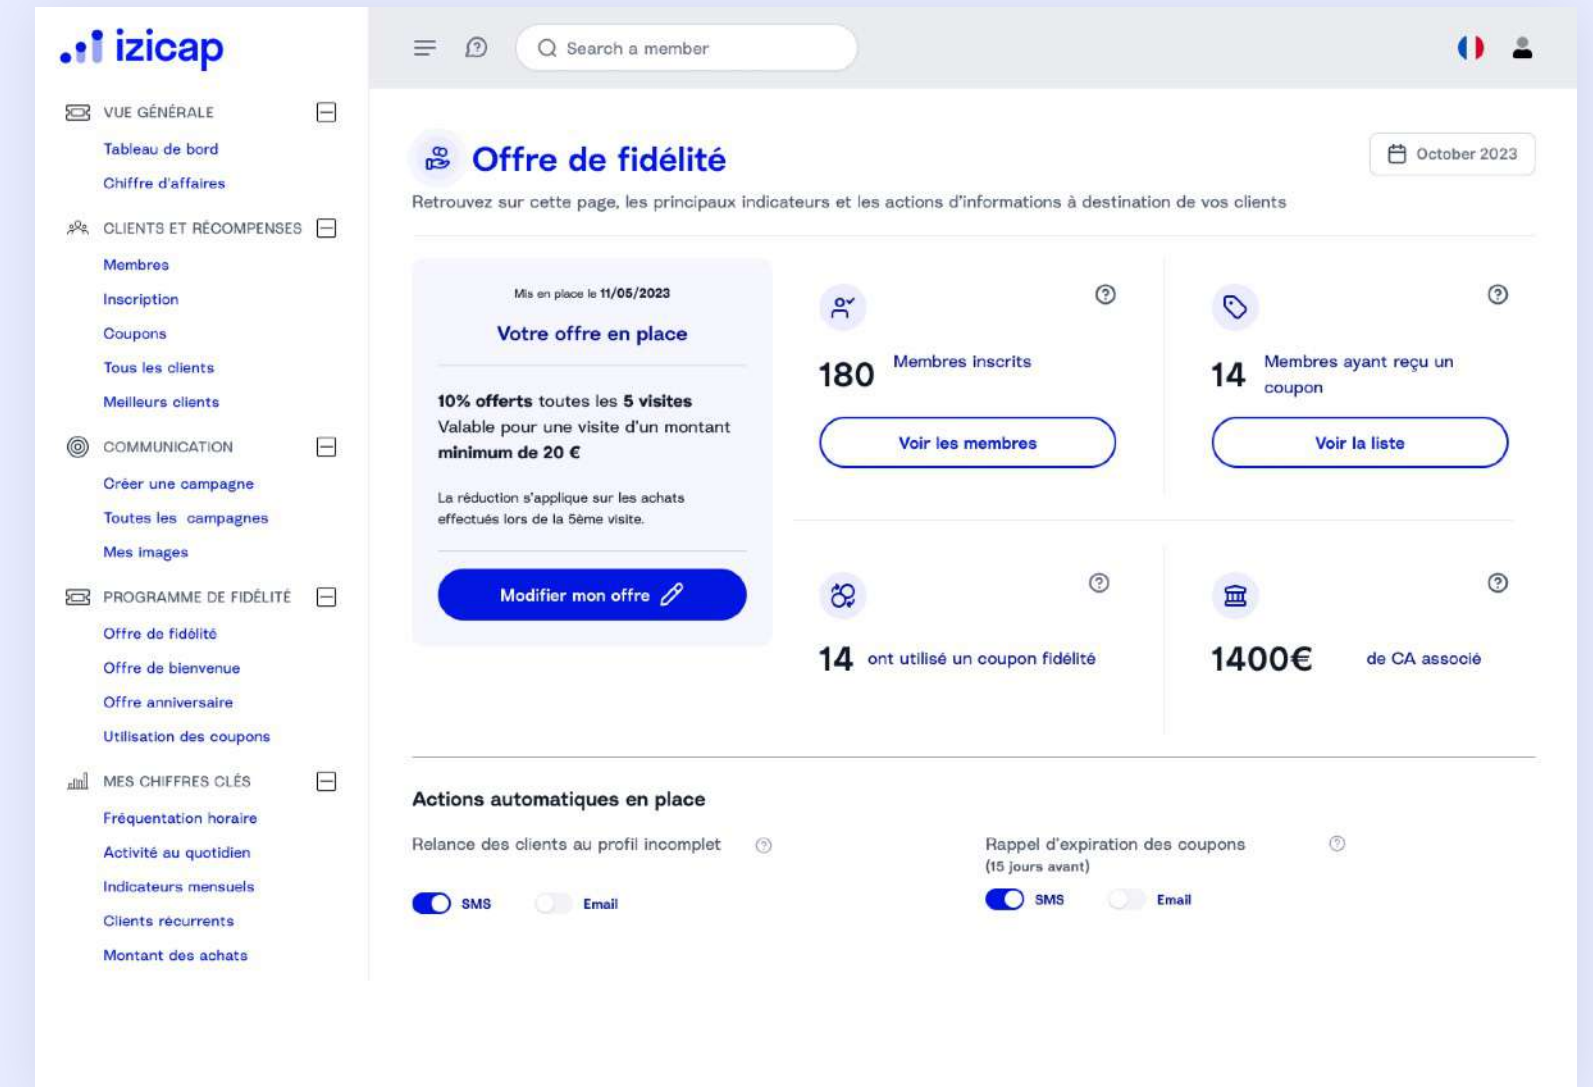 izicap
Search a member
VUE GÉNÉRALE
Tableau de bord
Chiffre d'affaires
CLIENTS ET RÉCOMPENSES
Membres
Inscription
Coupons
Tous les clients
Meilleurs clients
COMMUNICATION
Créer une campagne
Toutes les campagnes
Mes images
PROGRAMME DE FIDÉLITÉ
Offre de fidélité
Offre de bienvenue
Offre anniversaire
Utilisation des coupons
MES CHIFFRES CLÉS
Fréquentation horaire
Activité au quotidien
Indicateurs mensuels
Clients récurrents
Montant des achats
Offre de fidélité
October 2023
Retrouvez sur cette page, les principaux indicateurs et les actions d'informations à destination de vos clients
Mis en place le 11/05/2023
Votre offre en place
10% offerts toutes les 5 visites
Valable pour une visite d'un montant
minimum de 20 €
La réduction s'applique sur les achats
effectués lors de la 5ème visite.
Modifier mon offre
180 Membres inscrits
Voir les membres
14 Membres ayant reçu un
coupon
Voir la liste
14 ont utilisé un coupon fidélité
1400€ de CA associé
Actions automatiques en place
Relance des clients au profil incomplet
SMS Email
Rappel d'expiration des coupons
(15 jours avant)
SMS Email